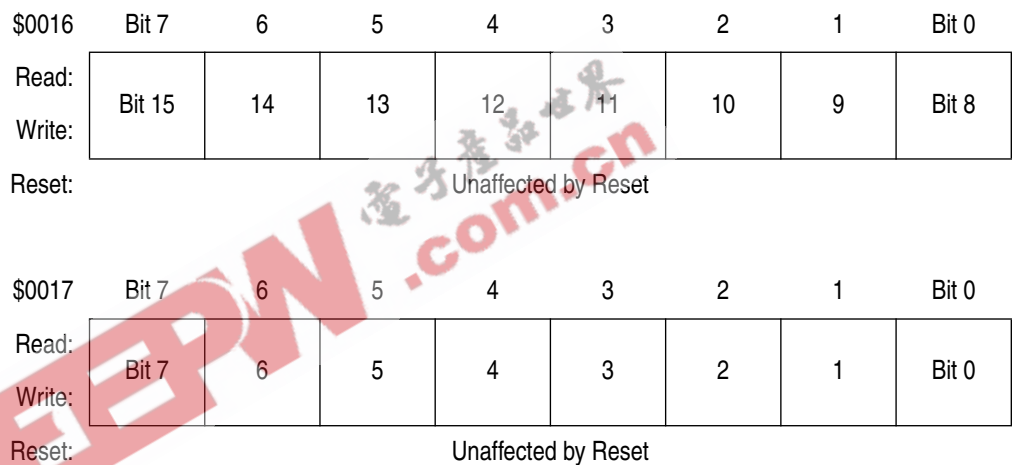 $0016 Bit 7 6 5 4 3 2 1 Bit 0
Read:
Bit 15 14 13 12 11 10 9 Bit 8
Write:
Reset: Unaffected by Reset
電子産品世界
.com.cn
EEPW
$0017 Bit 7 6 5 4 3 2 1 Bit 0
Read:
Bit 7 6 5 4 3 2 1 Bit 0
Write:
Reset: Unaffected by Reset